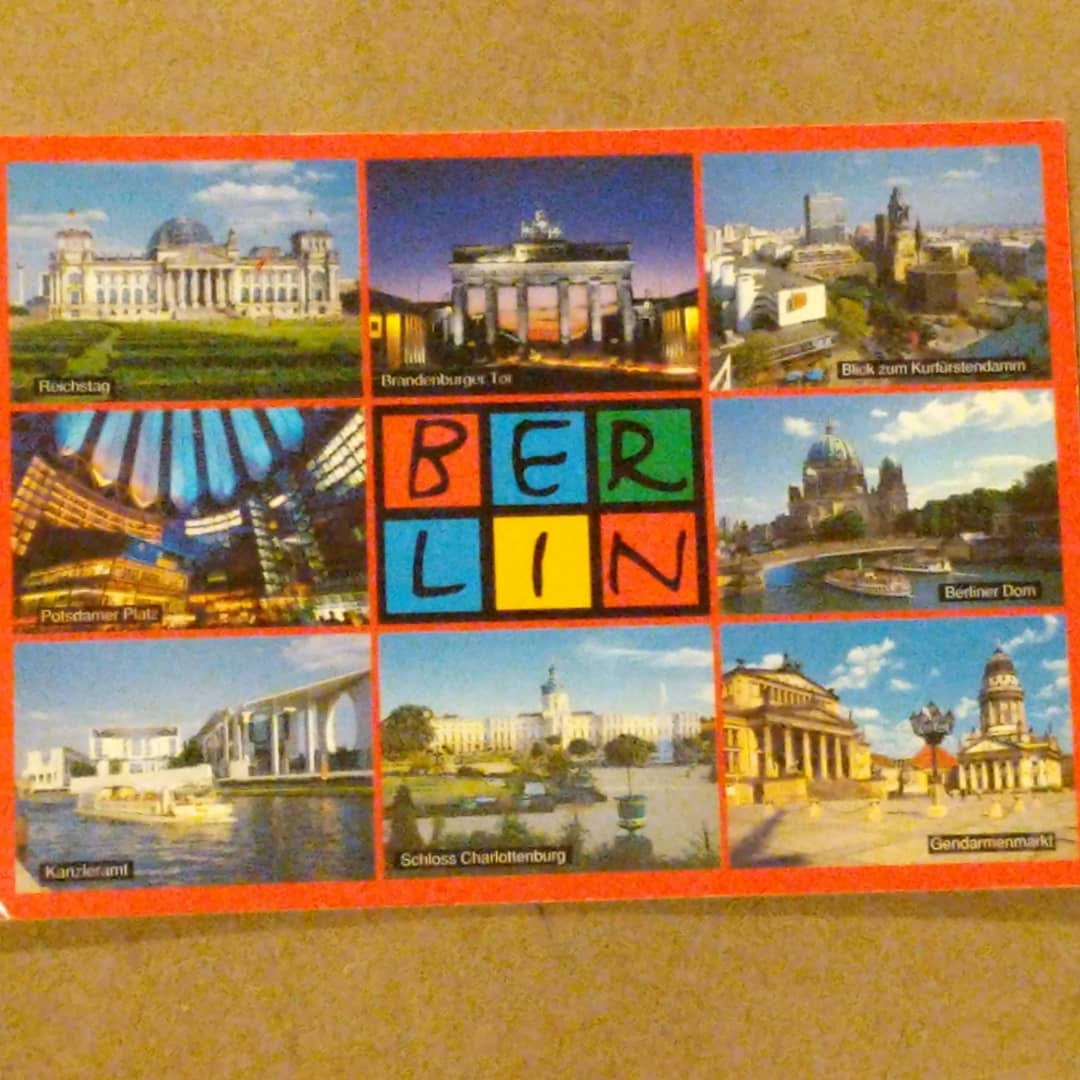 Reichstag
Brandenburger Tor
Blick zum Kurfürstendamm
Potsdamer Platz
BER
LIN
Berliner Dom
Kanzleramt
Schloss Charlottenburg
Gendarmenmarkt